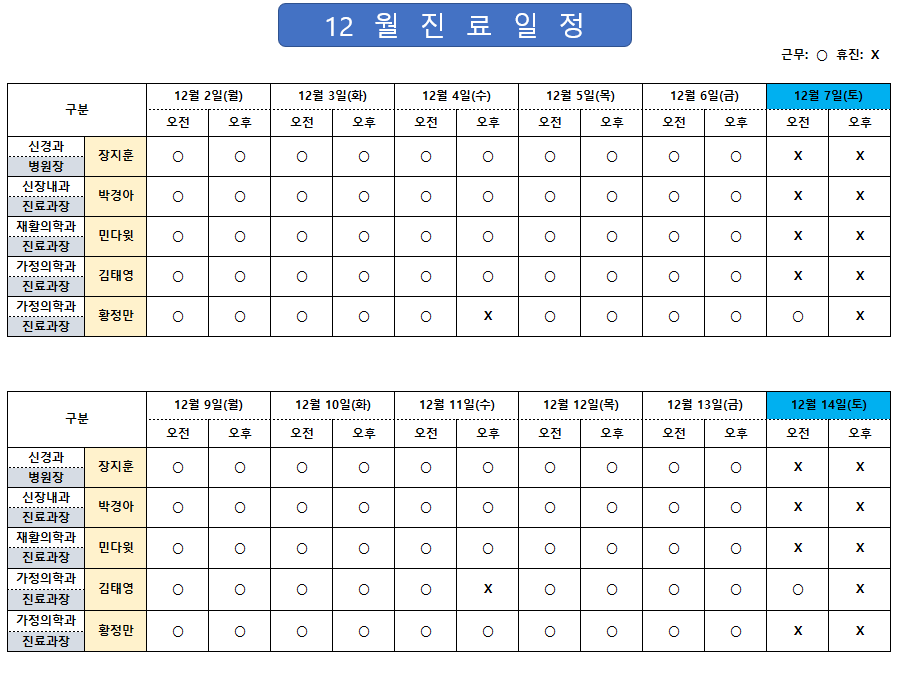 12 월 진 료 일 정
근무: ○ 휴진: X
구분 12월 2일(월) 12월 3일(화) 12월 4일(수) 12월 5일(목) 12월 6일(금) 12월 7일(토)
오전 오후 오전 오후 오전 오후 오전 오후 오전 오후 오전 오후
신경과
병원장 장지훈 ○ ○ ○ ○ ○ ○ ○ ○ ○ ○ X X
신장내과
진료과장 박경아 ○ ○ ○ ○ ○ ○ ○ ○ ○ ○ X X
재활의학과
진료과장 민다윗 ○ ○ ○ ○ ○ ○ ○ ○ ○ ○ X X
가정의학과
진료과장 김태영 ○ ○ ○ ○ ○ ○ ○ ○ ○ ○ X X
가정의학과
진료과장 황정만 ○ ○ ○ ○ ○ X ○ ○ ○ ○ ○ X
구분 12월 9일(월) 12월 10일(화) 12월 11일(수) 12월 12일(목) 12월 13일(금) 12월 14일(토)
오전 오후 오전 오후 오전 오후 오전 오후 오전 오후 오전 오후
신경과
병원장 장지훈 ○ ○ ○ ○ ○ ○ ○ ○ ○ ○ X X
신장내과
진료과장 박경아 ○ ○ ○ ○ ○ ○ ○ ○ ○ ○ X X
재활의학과
진료과장 민다윗 ○ ○ ○ ○ ○ ○ ○ ○ ○ ○ X X
가정의학과
진료과장 김태영 ○ ○ ○ ○ ○ X ○ ○ ○ ○ ○ X
가정의학과
진료과장 황정만 ○ ○ ○ ○ ○ ○ ○ ○ ○ ○ X X